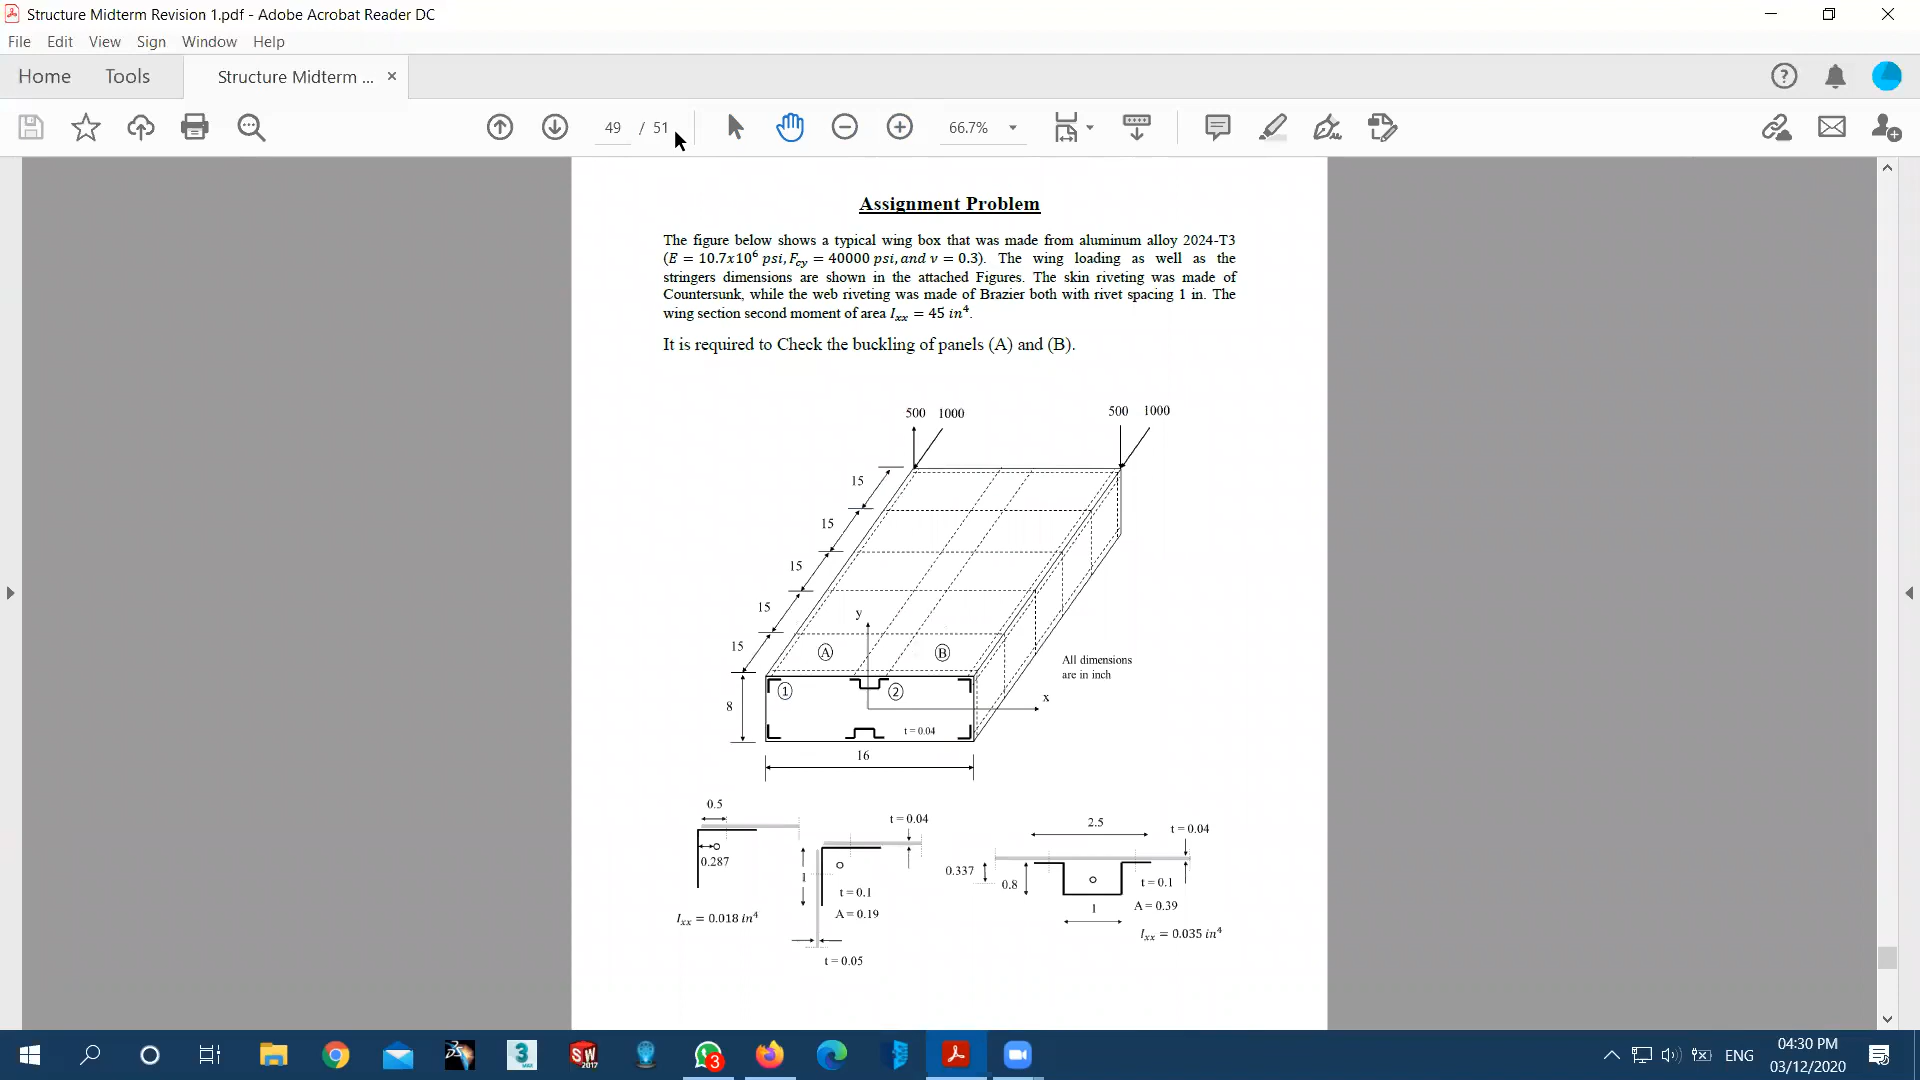 Structure Midterm Revision 1.pdf - Adobe Acrobat Reader DC
File Edit View Sign Window Help
Home Tools Structure Midterm ... ×
49 / 51 66.7%
Assignment Problem
The figure below shows a typical wing box that was made from aluminum alloy 2024-T3
(E = 10.7x10⁶ psi, F_cy = 40000 psi, and ν = 0.3). The wing loading as well as the
stringers dimensions are shown in the attached Figures. The skin riveting was made of
Countersunk, while the web riveting was made of Brazier both with rivet spacing 1 in. The
wing section second moment of area I_xx = 45 in⁴.
It is required to Check the buckling of panels (A) and (B).
500 1000 500 1000
15
15
15
15
y
15 A B
All dimensions
are in inch
1 2
x
8
t = 0.04
16
0.5
t = 0.04
2.5
t = 0.04
0.287
0.337
0.8
1
t = 0.1
t = 0.1
A = 0.19
1
A = 0.39
I_xx = 0.018 in⁴
I_xx = 0.035 in⁴
t = 0.05
3
ENG
04:30 PM
03/12/2020